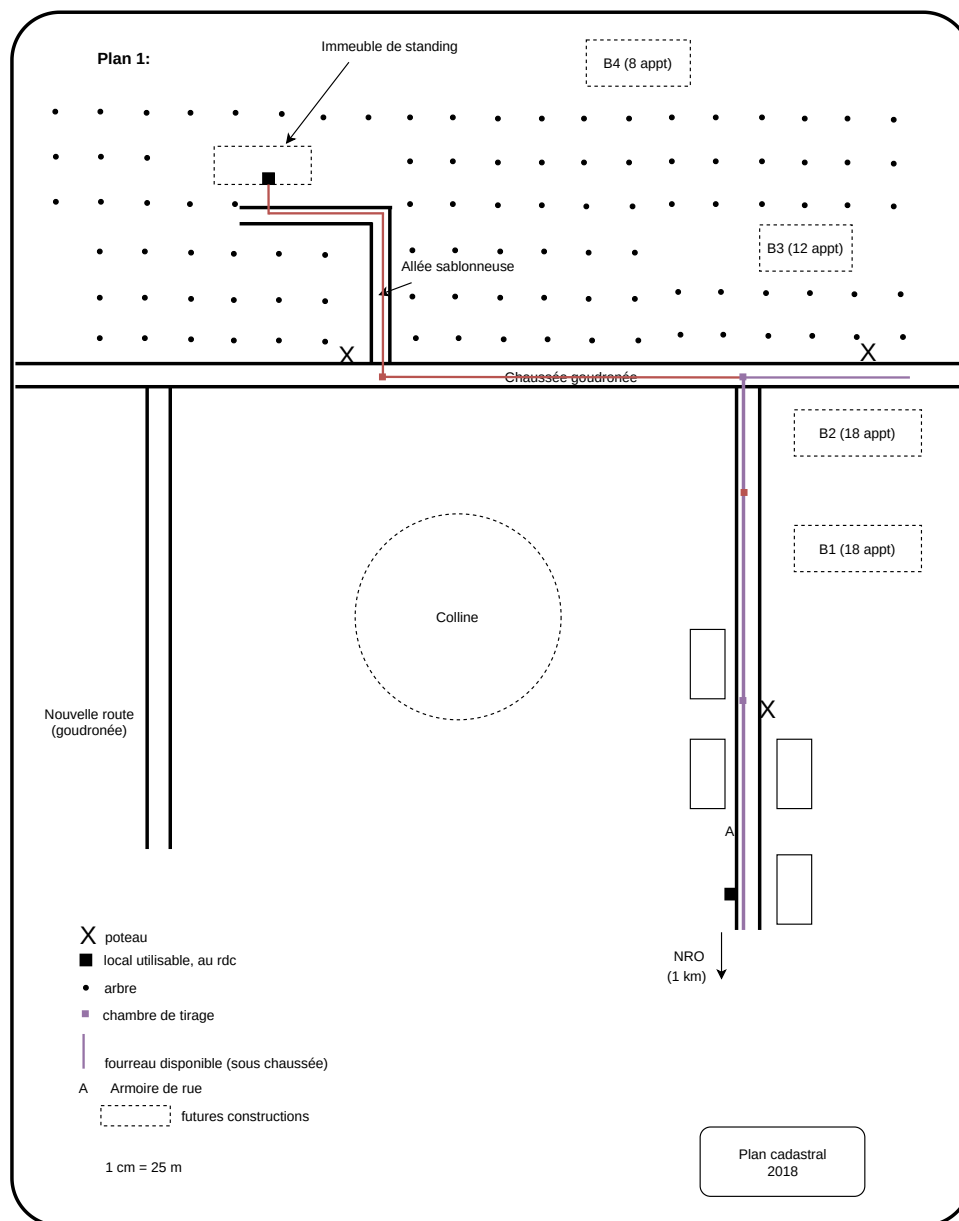 Plan 1:
Immeuble de standing
B4 (8 appt)
B3 (12 appt)
Allée sablonneuse
X
X
Chaussée goudronée
B2 (18 appt)
B1 (18 appt)
Colline
Nouvelle route
(goudronée)
X
A
NRO
(1 km)
X poteau
local utilisable, au rdc
arbre
chambre de tirage
fourreau disponible (sous chaussée)
A Armoire de rue
futures constructions
1 cm = 25 m
Plan cadastral
2018